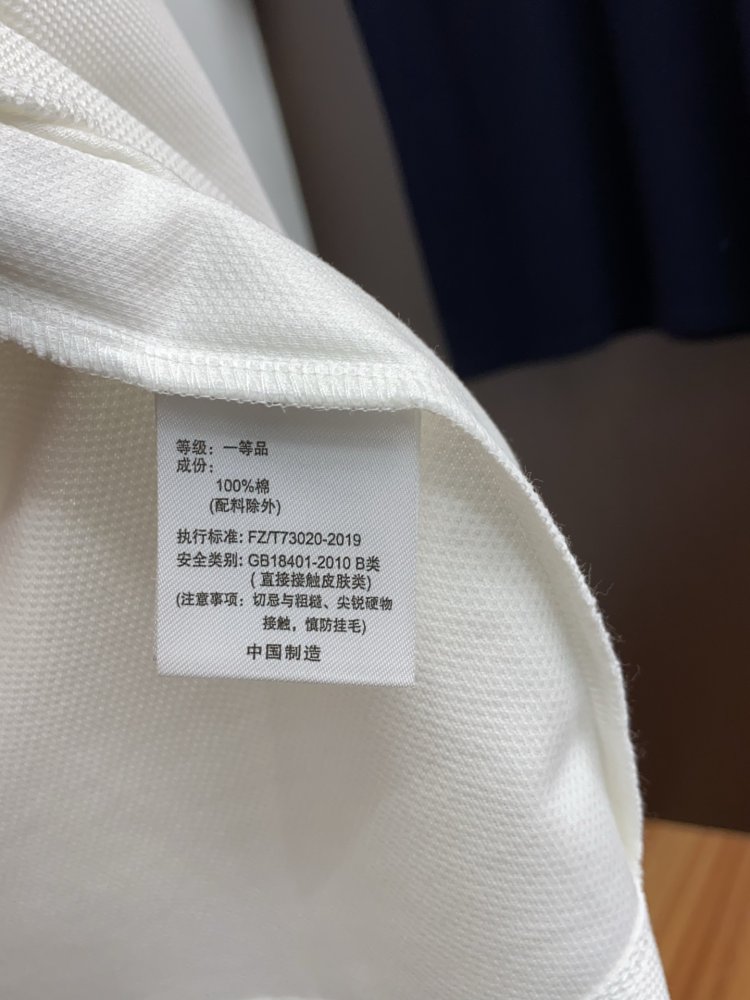 等级：一等品
成份：
100%棉
(配料除外)
执行标准: FZ/T73020-2019
安全类别: GB18401-2010 B类
( 直接接触皮肤类)
(注意事项：切忌与粗糙、尖锐硬物
接触，慎防挂毛)
中国制造